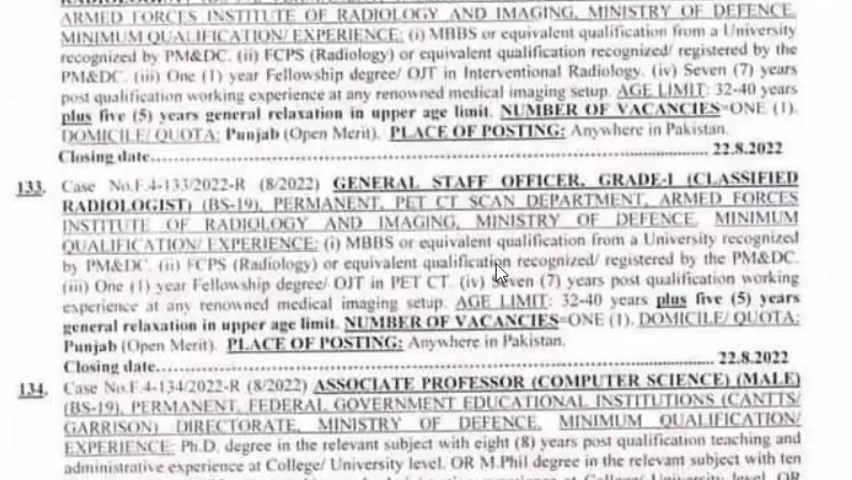 ARMED FORCES INSTITUTE OF RADIOLOGY AND IMAGING, MINISTRY OF DEFENCE.
MINIMUM QUALIFICATION/ EXPERIENCE: (i) MBBS or equivalent qualification from a University
recognized by PM&DC. (ii) FCPS (Radiology) or equivalent qualification recognized/ registered by the
PM&DC. (iii) One (1) year Fellowship degree/ OJT in Interventional Radiology. (iv) Seven (7) years
post qualification working experience at any renowned medical imaging setup. AGE LIMIT: 32-40 years
plus five (5) years general relaxation in upper age limit. NUMBER OF VACANCIES=ONE (1).
DOMICILE/ QUOTA: Punjab (Open Merit). PLACE OF POSTING: Anywhere in Pakistan.
Closing date.......................................................................................................... 22.8.2022
133. Case No.F.4-133/2022-R (8/2022) GENERAL STAFF OFFICER, GRADE-I (CLASSIFIED
RADIOLOGIST) (BS-19), PERMANENT, PET CT SCAN DEPARTMENT, ARMED FORCES
INSTITUTE OF RADIOLOGY AND IMAGING, MINISTRY OF DEFENCE. MINIMUM
QUALIFICATION/ EXPERIENCE: (i) MBBS or equivalent qualification from a University recognized
by PM&DC. (ii) FCPS (Radiology) or equivalent qualification recognized/ registered by the PM&DC.
(iii) One (1) year Fellowship degree/ OJT in PET CT. (iv) Seven (7) years post qualification working
experience at any renowned medical imaging setup. AGE LIMIT: 32-40 years plus five (5) years
general relaxation in upper age limit. NUMBER OF VACANCIES=ONE (1). DOMICILE/ QUOTA:
Punjab (Open Merit). PLACE OF POSTING: Anywhere in Pakistan.
Closing date.......................................................................................................... 22.8.2022
134. Case No.F.4-134/2022-R (8/2022) ASSOCIATE PROFESSOR (COMPUTER SCIENCE) (MALE)
(BS-19), PERMANENT, FEDERAL GOVERNMENT EDUCATIONAL INSTITUTIONS (CANTTS/
GARRISON) DIRECTORATE, MINISTRY OF DEFENCE. MINIMUM QUALIFICATION/
EXPERIENCE: Ph.D. degree in the relevant subject with eight (8) years post qualification teaching and
administrative experience at College/ University level. OR M.Phil degree in the relevant subject with ten